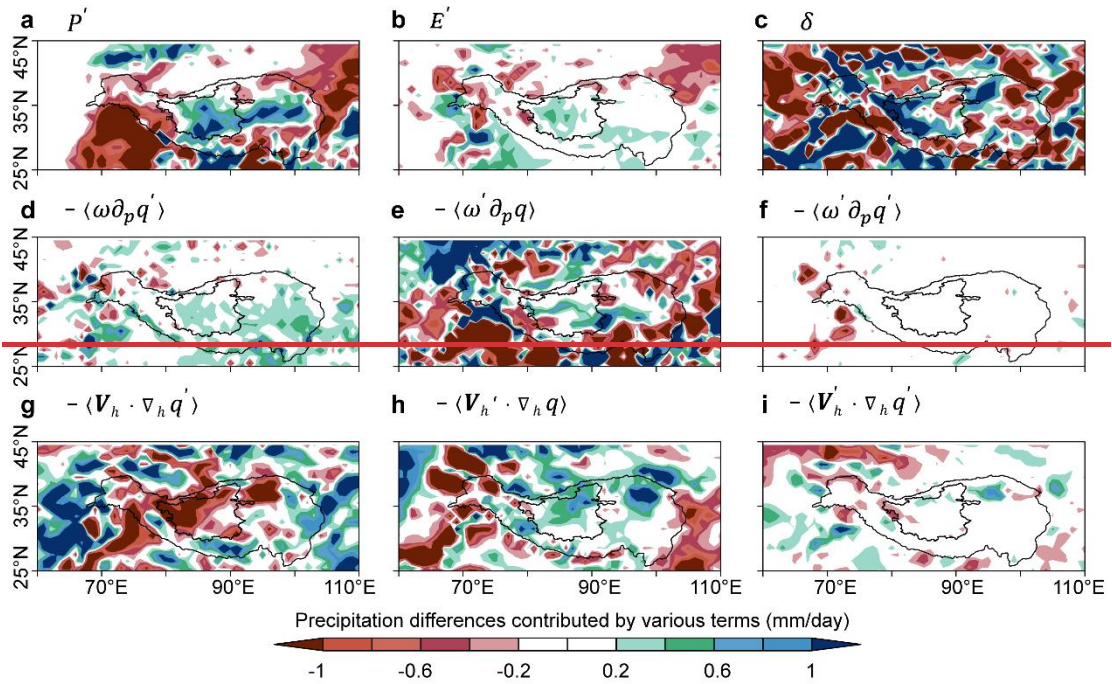 a P′ b E′ c δ
45°N
35°N
25°N
d − ⟨ω∂ₚq′⟩ e − ⟨ω′∂ₚq⟩ f − ⟨ω′∂ₚq′⟩
45°N
35°N
25°N
g − ⟨𝑽ₕ · ∇ₕq′⟩ h − ⟨𝑽ₕ′ · ∇ₕq⟩ i − ⟨𝑽′ₕ · ∇ₕq′⟩
45°N
35°N
25°N
70°E 90°E 110°E 70°E 90°E 110°E 70°E 90°E 110°E
Precipitation differences contributed by various terms (mm/day)
-1 -0.6 -0.2 0.2 0.6 1